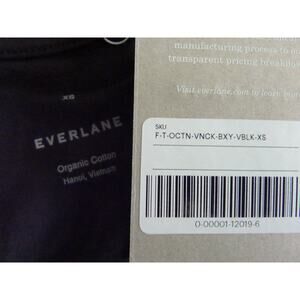 XS
EVERLANE
Organic Cotton
Hanoi, Vietnam
manufacturing process to
transparent pricing breakdow
Visit everlane.com to learn
SKU
F-T-OCTN-VNCK-BXY-VBLK-XS
0-00001-12019-6